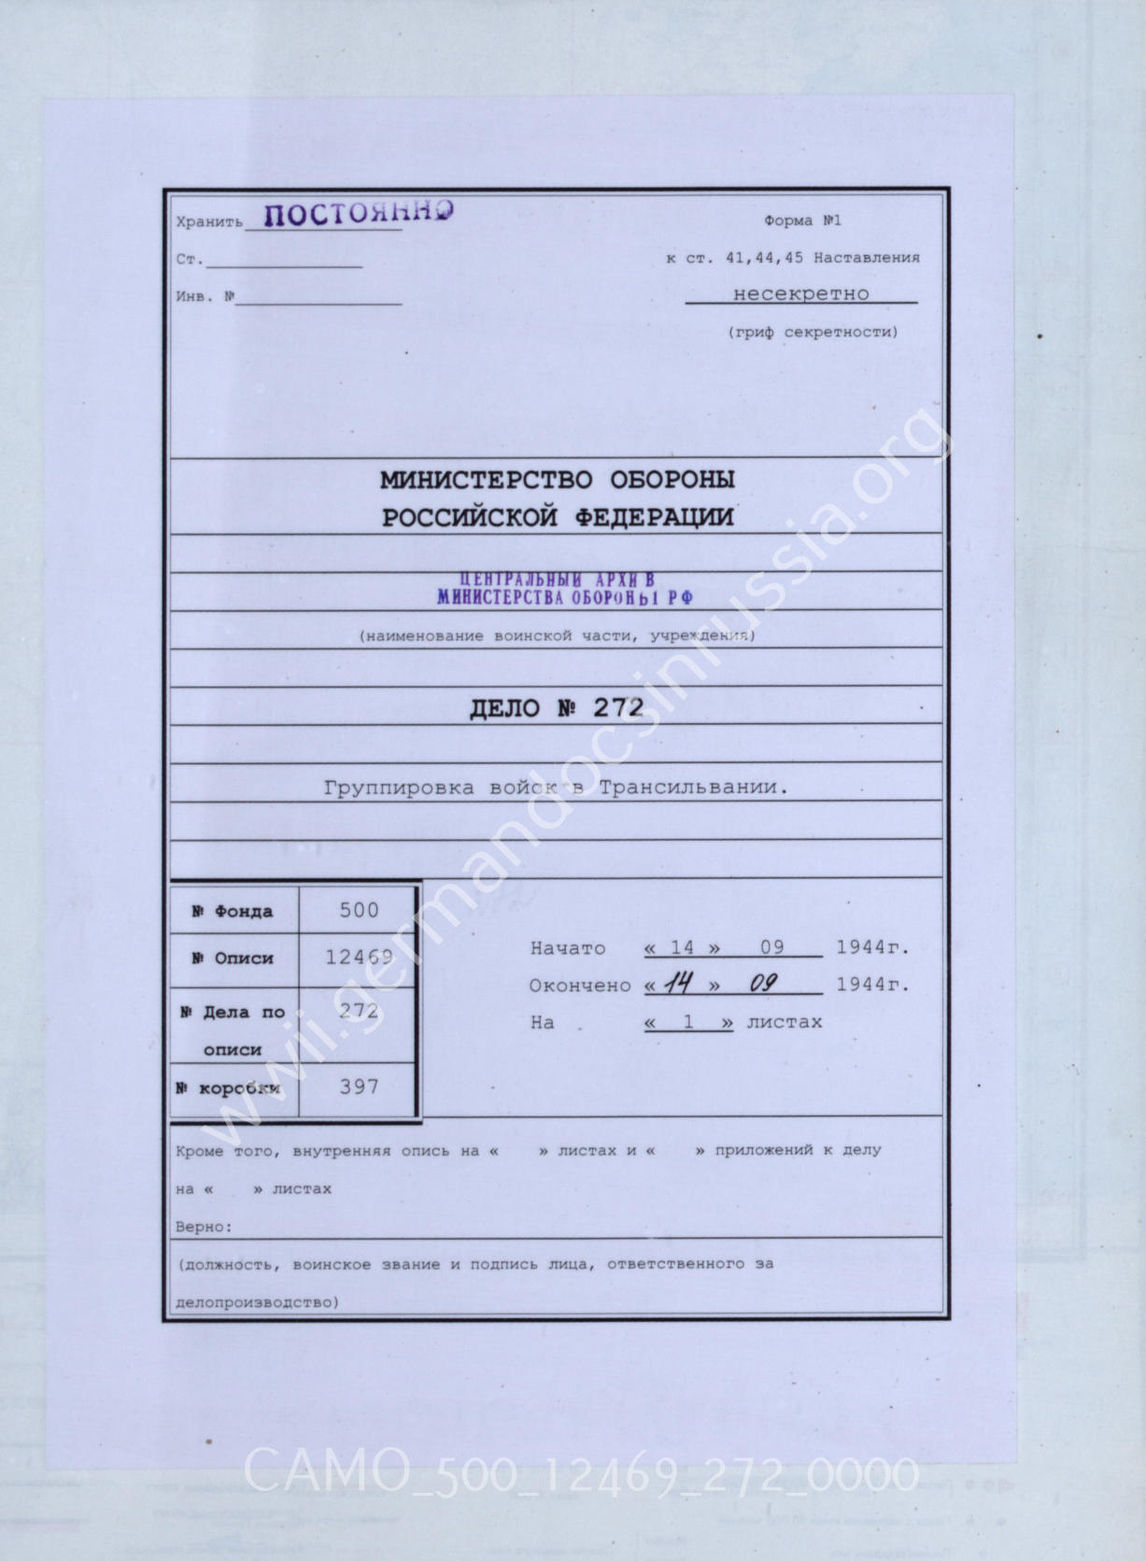 Хранить ПОСТОЯННО
Форма №1
Ст.
к ст. 41,44,45 Наставления
Инв. №
несекретно
(гриф секретности)
МИНИСТЕРСТВО ОБОРОНЫ
РОССИЙСКОЙ ФЕДЕРАЦИИ
ЦЕНТРАЛЬНЫЙ АРХИВ
МИНИСТЕРСТВА ОБОРОНЫ РФ
(наименование воинской части, учреждения)
ДЕЛО № 272
Группировка войск в Трансильвании.
№ Фонда 500
№ Описи 12469
№ Дела по описи 272
№ коробки 397
Начато « 14 » 09 1944г.
Окончено « 14 » 09 1944г.
На « 1 » листах
Кроме того, внутренняя опись на « » листах и « » приложений к делу
на « » листах
Верно:
(должность, воинское звание и подпись лица, ответственного за
делопроизводство)
wwii.germandocsinrussia.org
CAMO_500_12469_272_0000